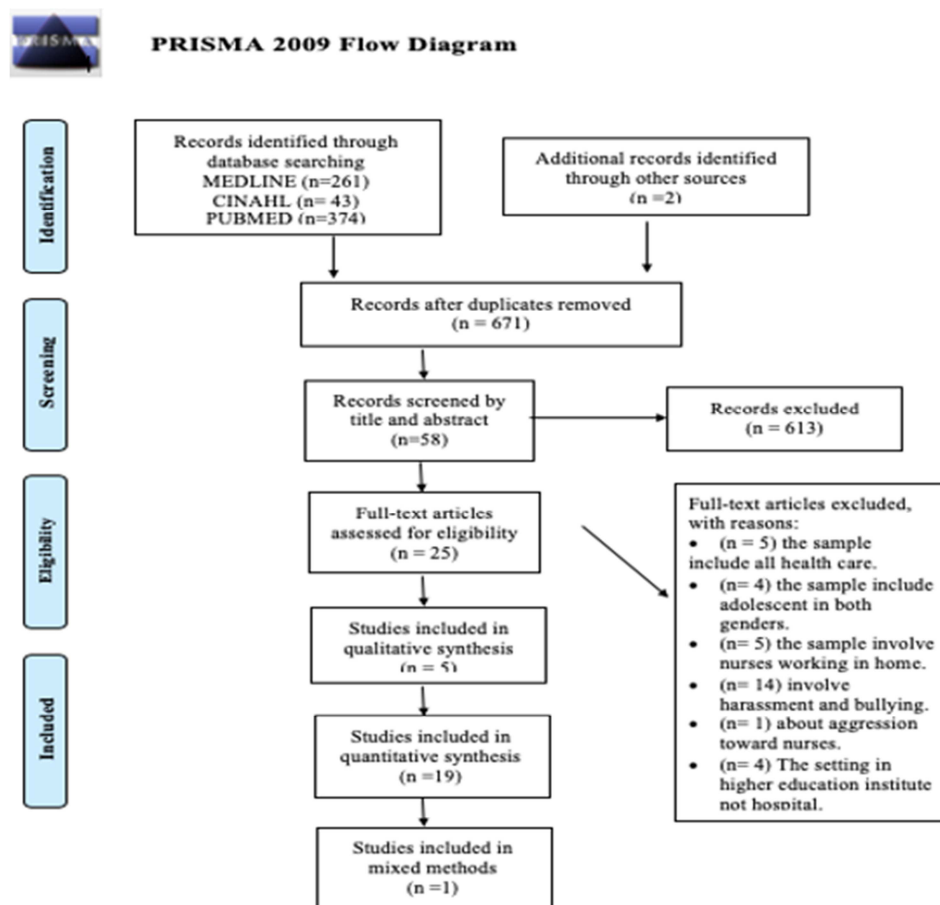 PRISMA
PRISMA 2009 Flow Diagram
Identification
Records identified through
database searching
MEDLINE (n=261)
CINAHL (n= 43)
PUBMED (n=374)
Additional records identified
through other sources
(n =2)
Records after duplicates removed
(n = 671)
Screening
Records screened by
title and abstract
(n=58)
Records excluded
(n = 613)
Eligibility
Full-text articles
assessed for eligibility
(n = 25)
Full-text articles excluded,
with reasons:
• (n = 5) the sample
include all health care.
• (n= 4) the sample include
adolescent in both
genders.
• (n= 5) the sample involve
nurses working in home.
• (n= 14) involve
harassment and bullying.
• (n= 1) about aggression
toward nurses.
• (n= 4) The setting in
higher education institute
not hospital.
Studies included in
qualitative synthesis
(n = 5)
Included
Studies included in
quantitative synthesis
(n =19)
Studies included in
mixed methods
(n =1)